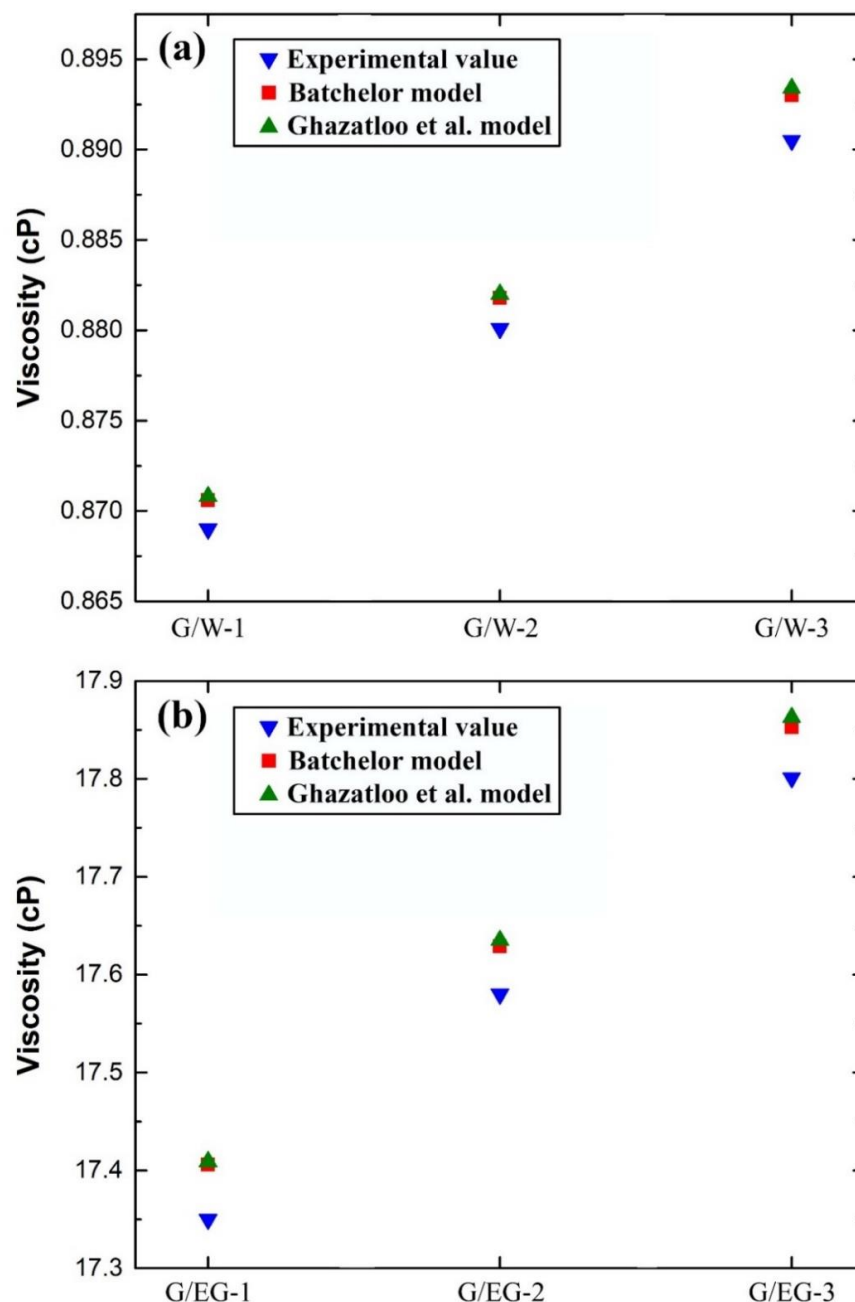 (a)
Experimental value
Batchelor model
Ghazatloo et al. model
Viscosity (cP)
0.895
0.890
0.885
0.880
0.875
0.870
0.865
G/W-1 G/W-2 G/W-3
(b)
Experimental value
Batchelor model
Ghazatloo et al. model
Viscosity (cP)
17.9
17.8
17.7
17.6
17.5
17.4
17.3
G/EG-1 G/EG-2 G/EG-3